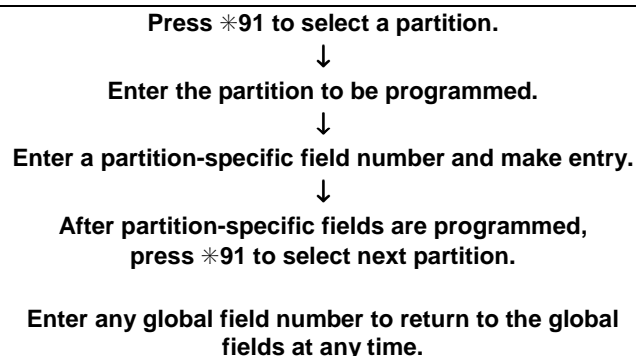 Press ✳91 to select a partition.
↓
Enter the partition to be programmed.
↓
Enter a partition-specific field number and make entry.
↓
After partition-specific fields are programmed,
press ✳91 to select next partition.
Enter any global field number to return to the global
fields at any time.